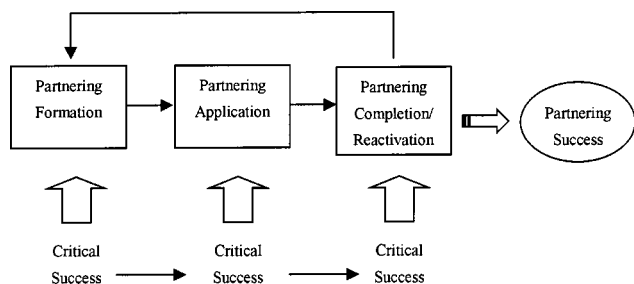 Partnering
Formation
Partnering
Application
Partnering
Completion/
Reactivation
Partnering
Success
Critical
Success
Critical
Success
Critical
Success